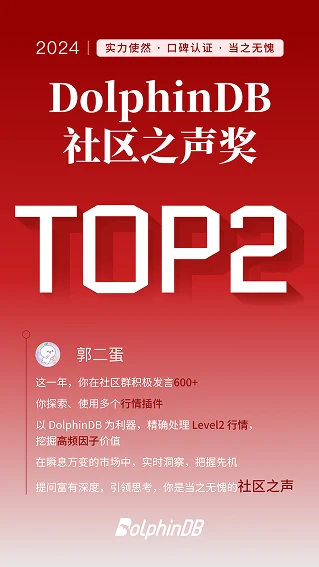 2024 | 实力使然 · 口碑认证 · 当之无愧
DolphinDB
社区之声奖
TOP2
郭二蛋
这一年，你在社区群积极发言600+
你探索、使用多个行情插件
以 DolphinDB 为利器，精确处理 Level2 行情，
挖掘高频因子价值
在瞬息万变的市场中，实时洞察，把握先机
提问富有深度，引领思考，你是当之无愧的社区之声
DolphinDB